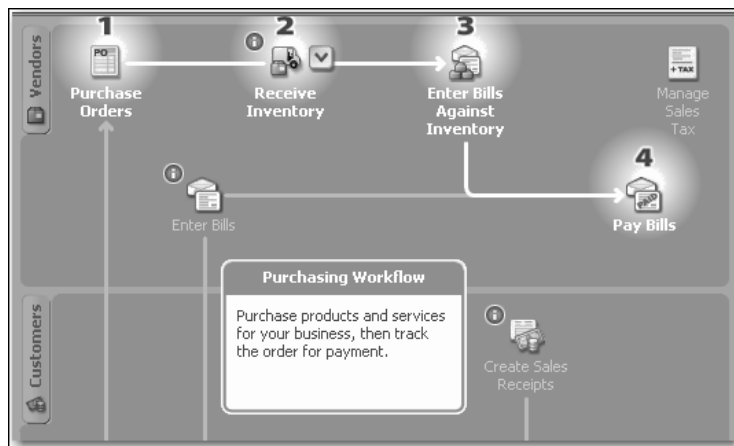 1
2
3
Vendors
PO
Purchase
Orders
Receive
Inventory
Enter Bills
Against
Inventory
+ TAX
Manage
Sales
Tax
4
PAID
Enter Bills
Pay Bills
Purchasing Workflow
Purchase products and services
for your business, then track
the order for payment.
Customers
Create Sales
Receipts